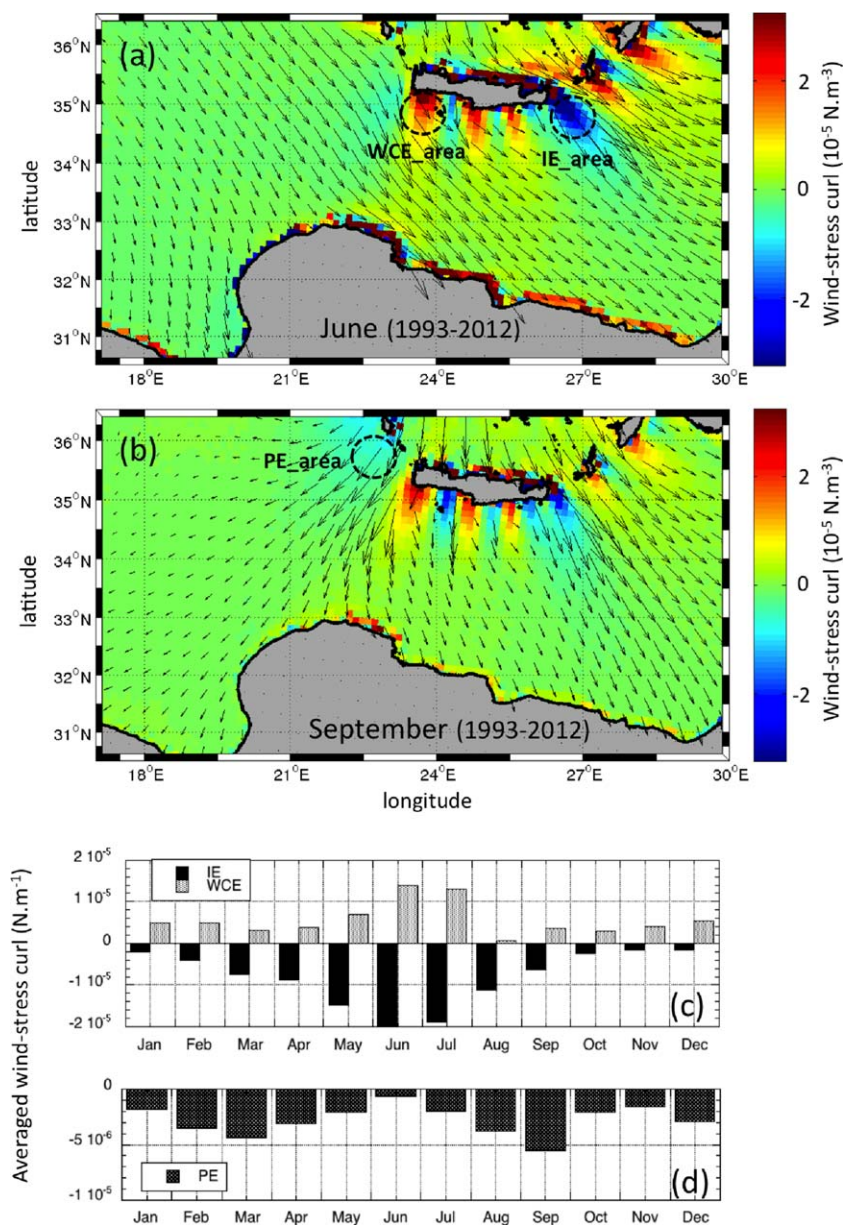 36°N
35°N
34°N
33°N
32°N
31°N
latitude
(a)
WCE_area
IE_area
June (1993-2012)
18°E
21°E
24°E
27°E
30°E
2
0
-2
Wind-stress curl (10⁻⁵ N.m⁻³)
36°N
35°N
34°N
33°N
32°N
31°N
latitude
(b)
PE_area
September (1993-2012)
18°E
21°E
24°E
27°E
30°E
longitude
2
0
-2
Wind-stress curl (10⁻⁵ N.m⁻³)
Averaged wind-stress curl (N.m⁻¹)
2 10⁻⁵
1 10⁻⁵
0
-1 10⁻⁵
-2 10⁻⁵
IE
WCE
(c)
Jan Feb Mar Apr May Jun Jul Aug Sep Oct Nov Dec
0
-5 10⁻⁶
-1 10⁻⁵
PE
(d)
Jan Feb Mar Apr May Jun Jul Aug Sep Oct Nov Dec